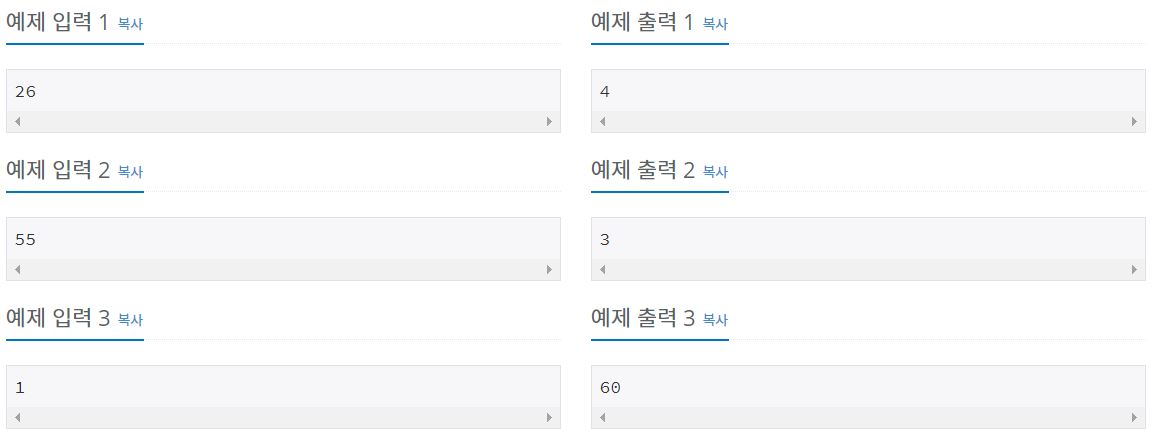 예제 입력 1 복사
예제 출력 1 복사
26
4
예제 입력 2 복사
예제 출력 2 복사
55
3
예제 입력 3 복사
예제 출력 3 복사
1
60